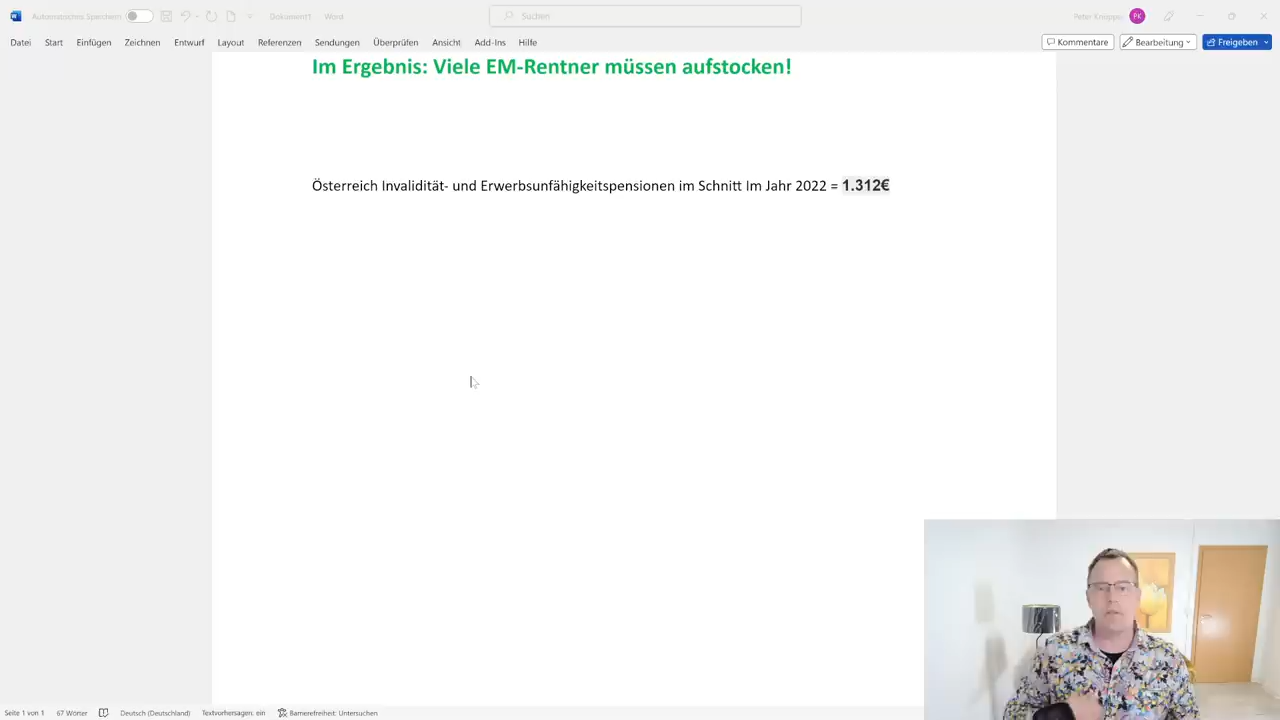 Automatisches Speichern
Dokument1 Word
Suchen
Peter Knöppel
PK
Datei Start Einfügen Zeichnen Entwurf Layout Referenzen Sendungen Überprüfen Ansicht Add-Ins Hilfe
Kommentare Bearbeitung Freigeben
Im Ergebnis: Viele EM-Rentner müssen aufstocken!
Österreich Invalidität- und Erwerbsunfähigkeitspensionen im Schnitt Im Jahr 2022 = 1.312€
Seite 1 von 1 67 Wörter Deutsch (Deutschland) Textvorhersagen: ein Barrierefreiheit: Untersuchen